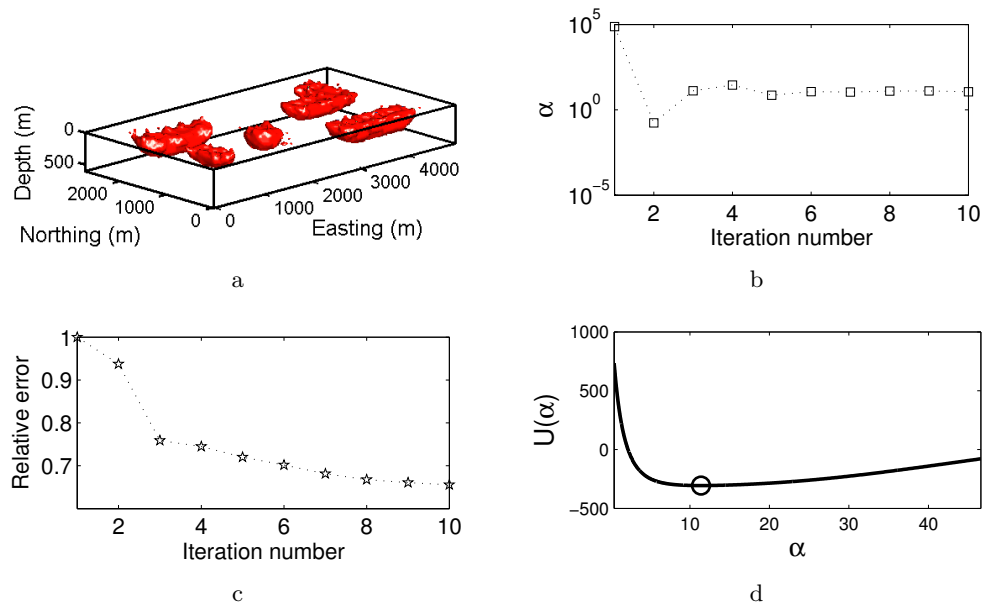 0
500
Depth (m)
2000
1000
0
Northing (m)
0
1000
2000
3000
4000
Easting (m)
a
10^5
10^0
10^-5
α
2
4
6
8
10
Iteration number
b
1
0.9
0.8
0.7
Relative error
2
4
6
8
10
Iteration number
c
1000
500
0
−500
U(α)
10
20
30
40
α
d